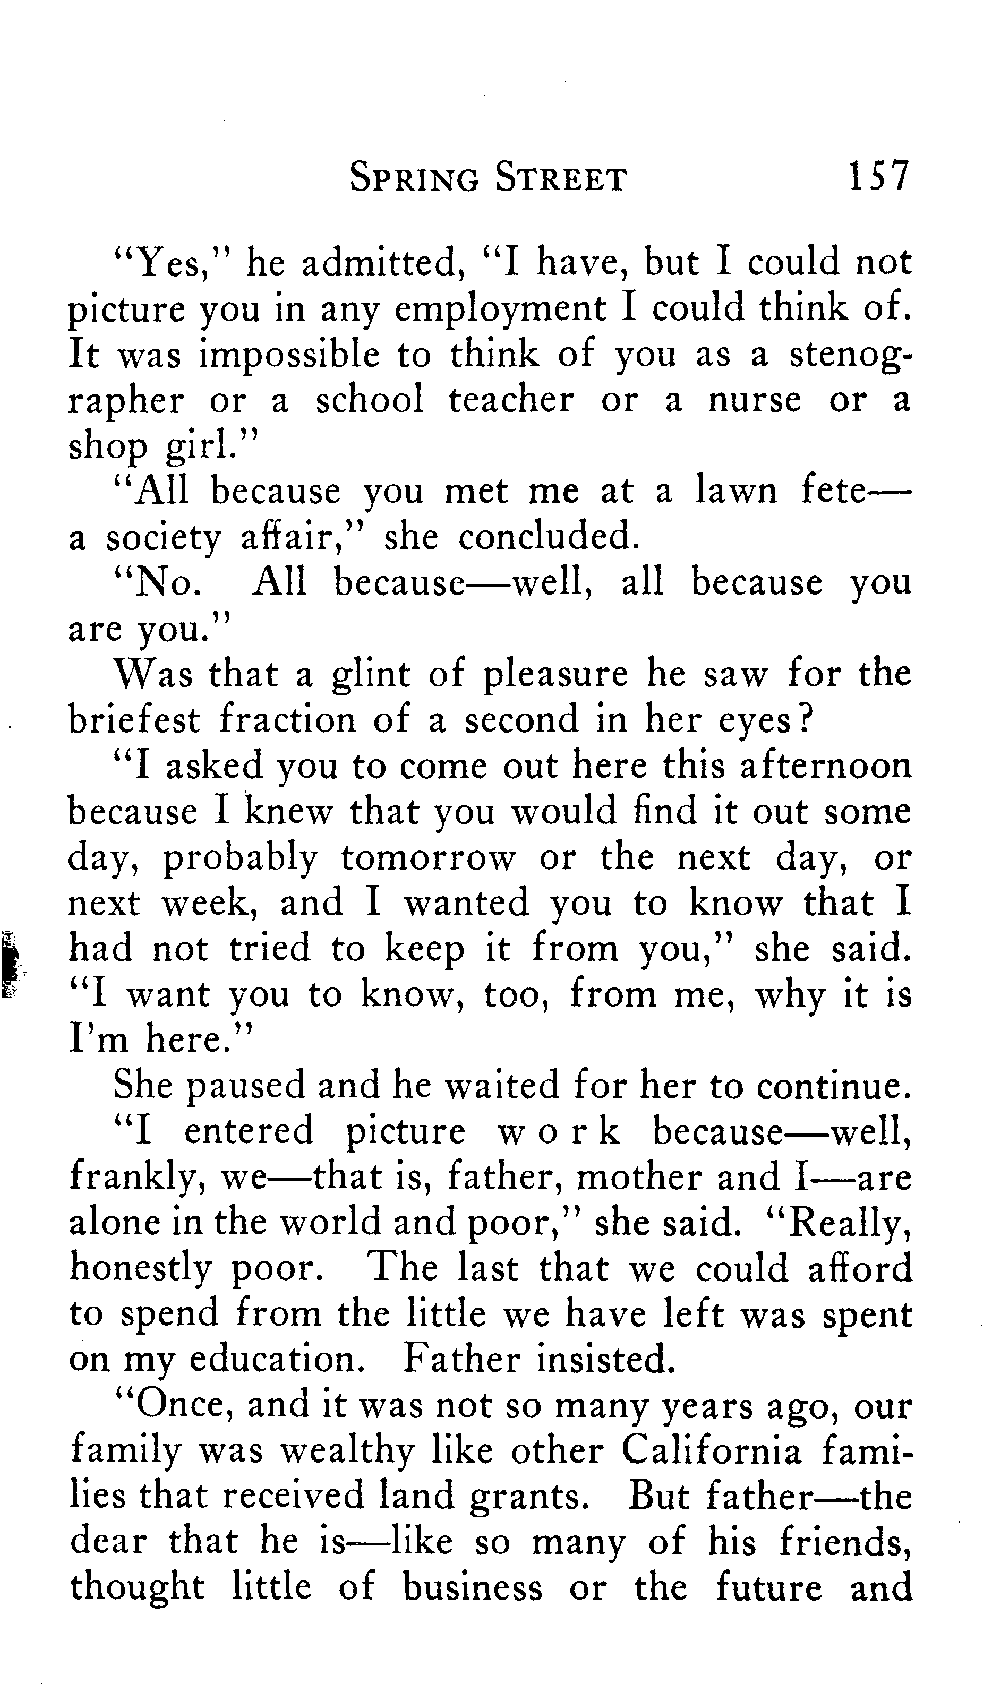 SPRING STREET 157
"Yes," he admitted, "I have, but I could not
picture you in any employment I could think of.
It was impossible to think of you as a stenog-
rapher or a school teacher or a nurse or a
shop girl."
"All because you met me at a lawn fete—
a society affair," she concluded.
"No. All because—well, all because you
are you."
Was that a glint of pleasure he saw for the
briefest fraction of a second in her eyes?
"I asked you to come out here this afternoon
because I knew that you would find it out some
day, probably tomorrow or the next day, or
next week, and I wanted you to know that I
had not tried to keep it from you," she said.
"I want you to know, too, from me, why it is
I'm here."
She paused and he waited for her to continue.
"I entered picture work because—well,
frankly, we—that is, father, mother and I—are
alone in the world and poor," she said. "Really,
honestly poor. The last that we could afford
to spend from the little we have left was spent
on my education. Father insisted.
"Once, and it was not so many years ago, our
family was wealthy like other California fami-
lies that received land grants. But father—the
dear that he is—like so many of his friends,
thought little of business or the future and